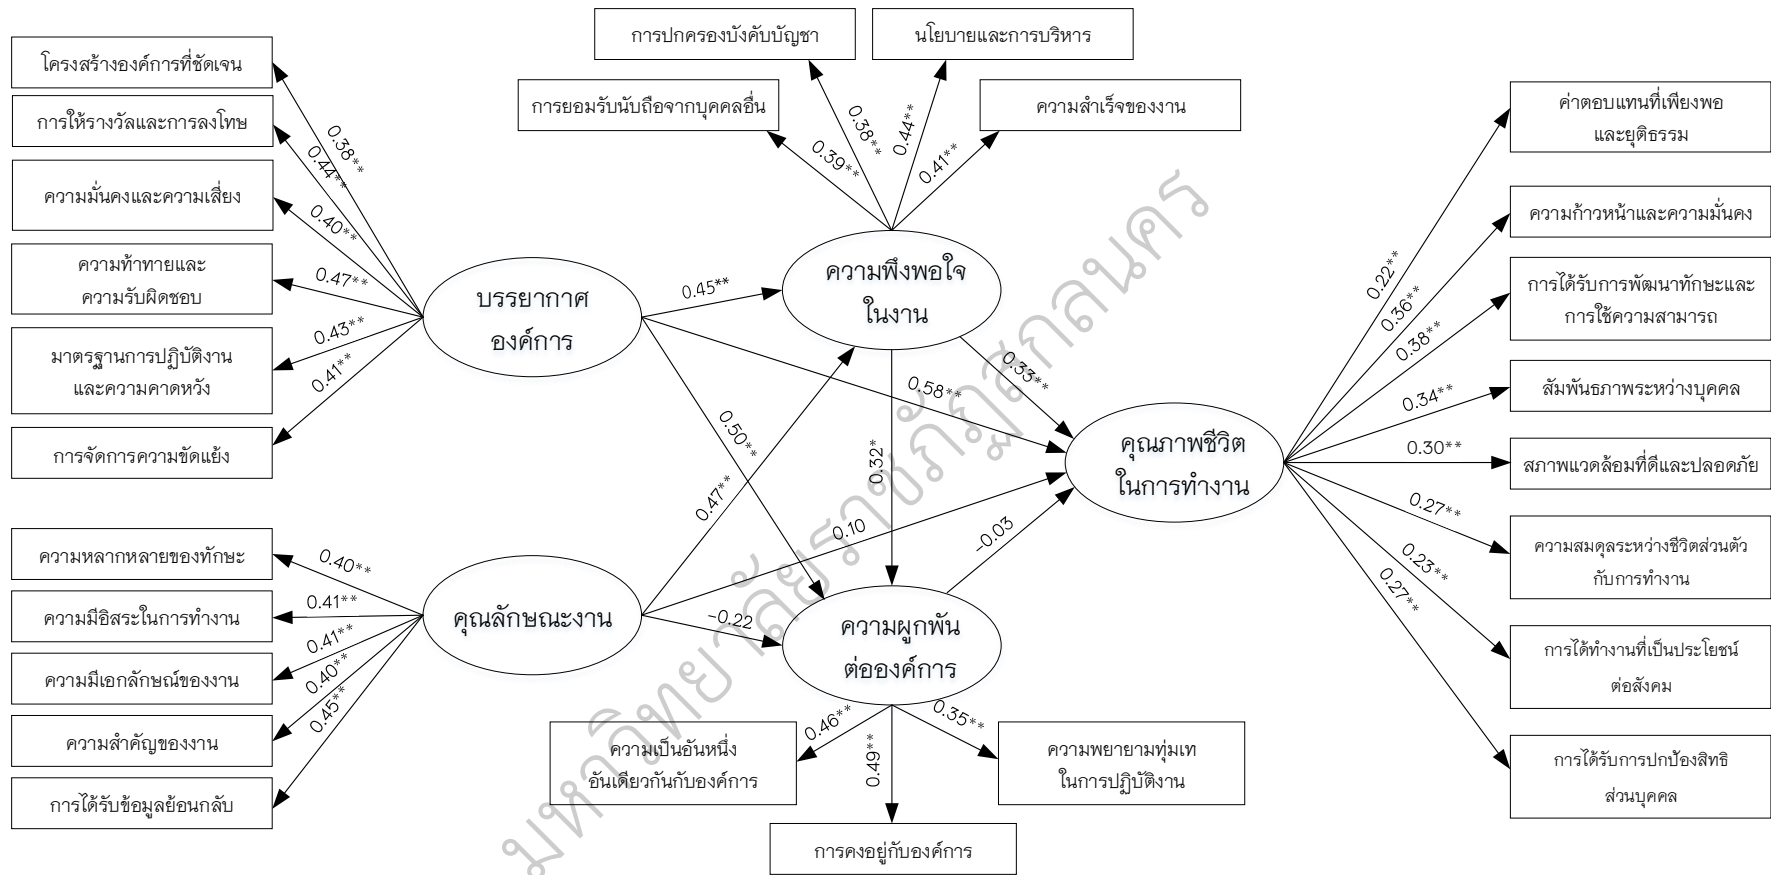 การปกครองบังคับบัญชา
นโยบายและการบริหาร
การยอมรับนับถือจากบุคคลอื่น
ความสำเร็จของงาน
0.38**
0.44**
0.39**
0.41**
โครงสร้างองค์การที่ชัดเจน
การให้รางวัลและการลงโทษ
ความมั่นคงและความเสี่ยง
ความท้าทายและ
ความรับผิดชอบ
มาตรฐานการปฏิบัติงาน
และความคาดหวัง
การจัดการความขัดแย้ง
0.38**
0.44**
0.40**
0.47**
0.43**
0.41**
บรรยากาศ
องค์การ
ความพึงพอใจ
ในงาน
0.45**
0.58**
0.33**
0.50**
0.47**
0.32*
0.10
-0.03
-0.22
คุณภาพชีวิต
ในการทำงาน
ความหลากหลายของทักษะ
ความมีอิสระในการทำงาน
ความมีเอกลักษณ์ของงาน
ความสำคัญของงาน
การได้รับข้อมูลย้อนกลับ
0.40**
0.41**
0.41**
0.40**
0.45**
คุณลักษณะงาน
ความผูกพัน
ต่อองค์การ
0.46**
0.49**
0.35**
ความเป็นอันหนึ่ง
อันเดียวกันกับองค์การ
ความพยายามทุ่มเท
ในการปฏิบัติงาน
การคงอยู่กับองค์การ
0.22**
0.36**
0.38**
0.34**
0.30**
0.27**
0.23**
0.27**
ค่าตอบแทนที่เพียงพอ
และยุติธรรม
ความก้าวหน้าและความมั่นคง
การได้รับการพัฒนาทักษะและ
การใช้ความสามารถ
สัมพันธภาพระหว่างบุคคล
สภาพแวดล้อมที่ดีและปลอดภัย
ความสมดุลระหว่างชีวิตส่วนตัว
กับการทำงาน
การได้ทำงานที่เป็นประโยชน์
ต่อสังคม
การได้รับการปกป้องสิทธิ
ส่วนบุคคล
มหาวิทยาลัยราชภัฏสกลนคร